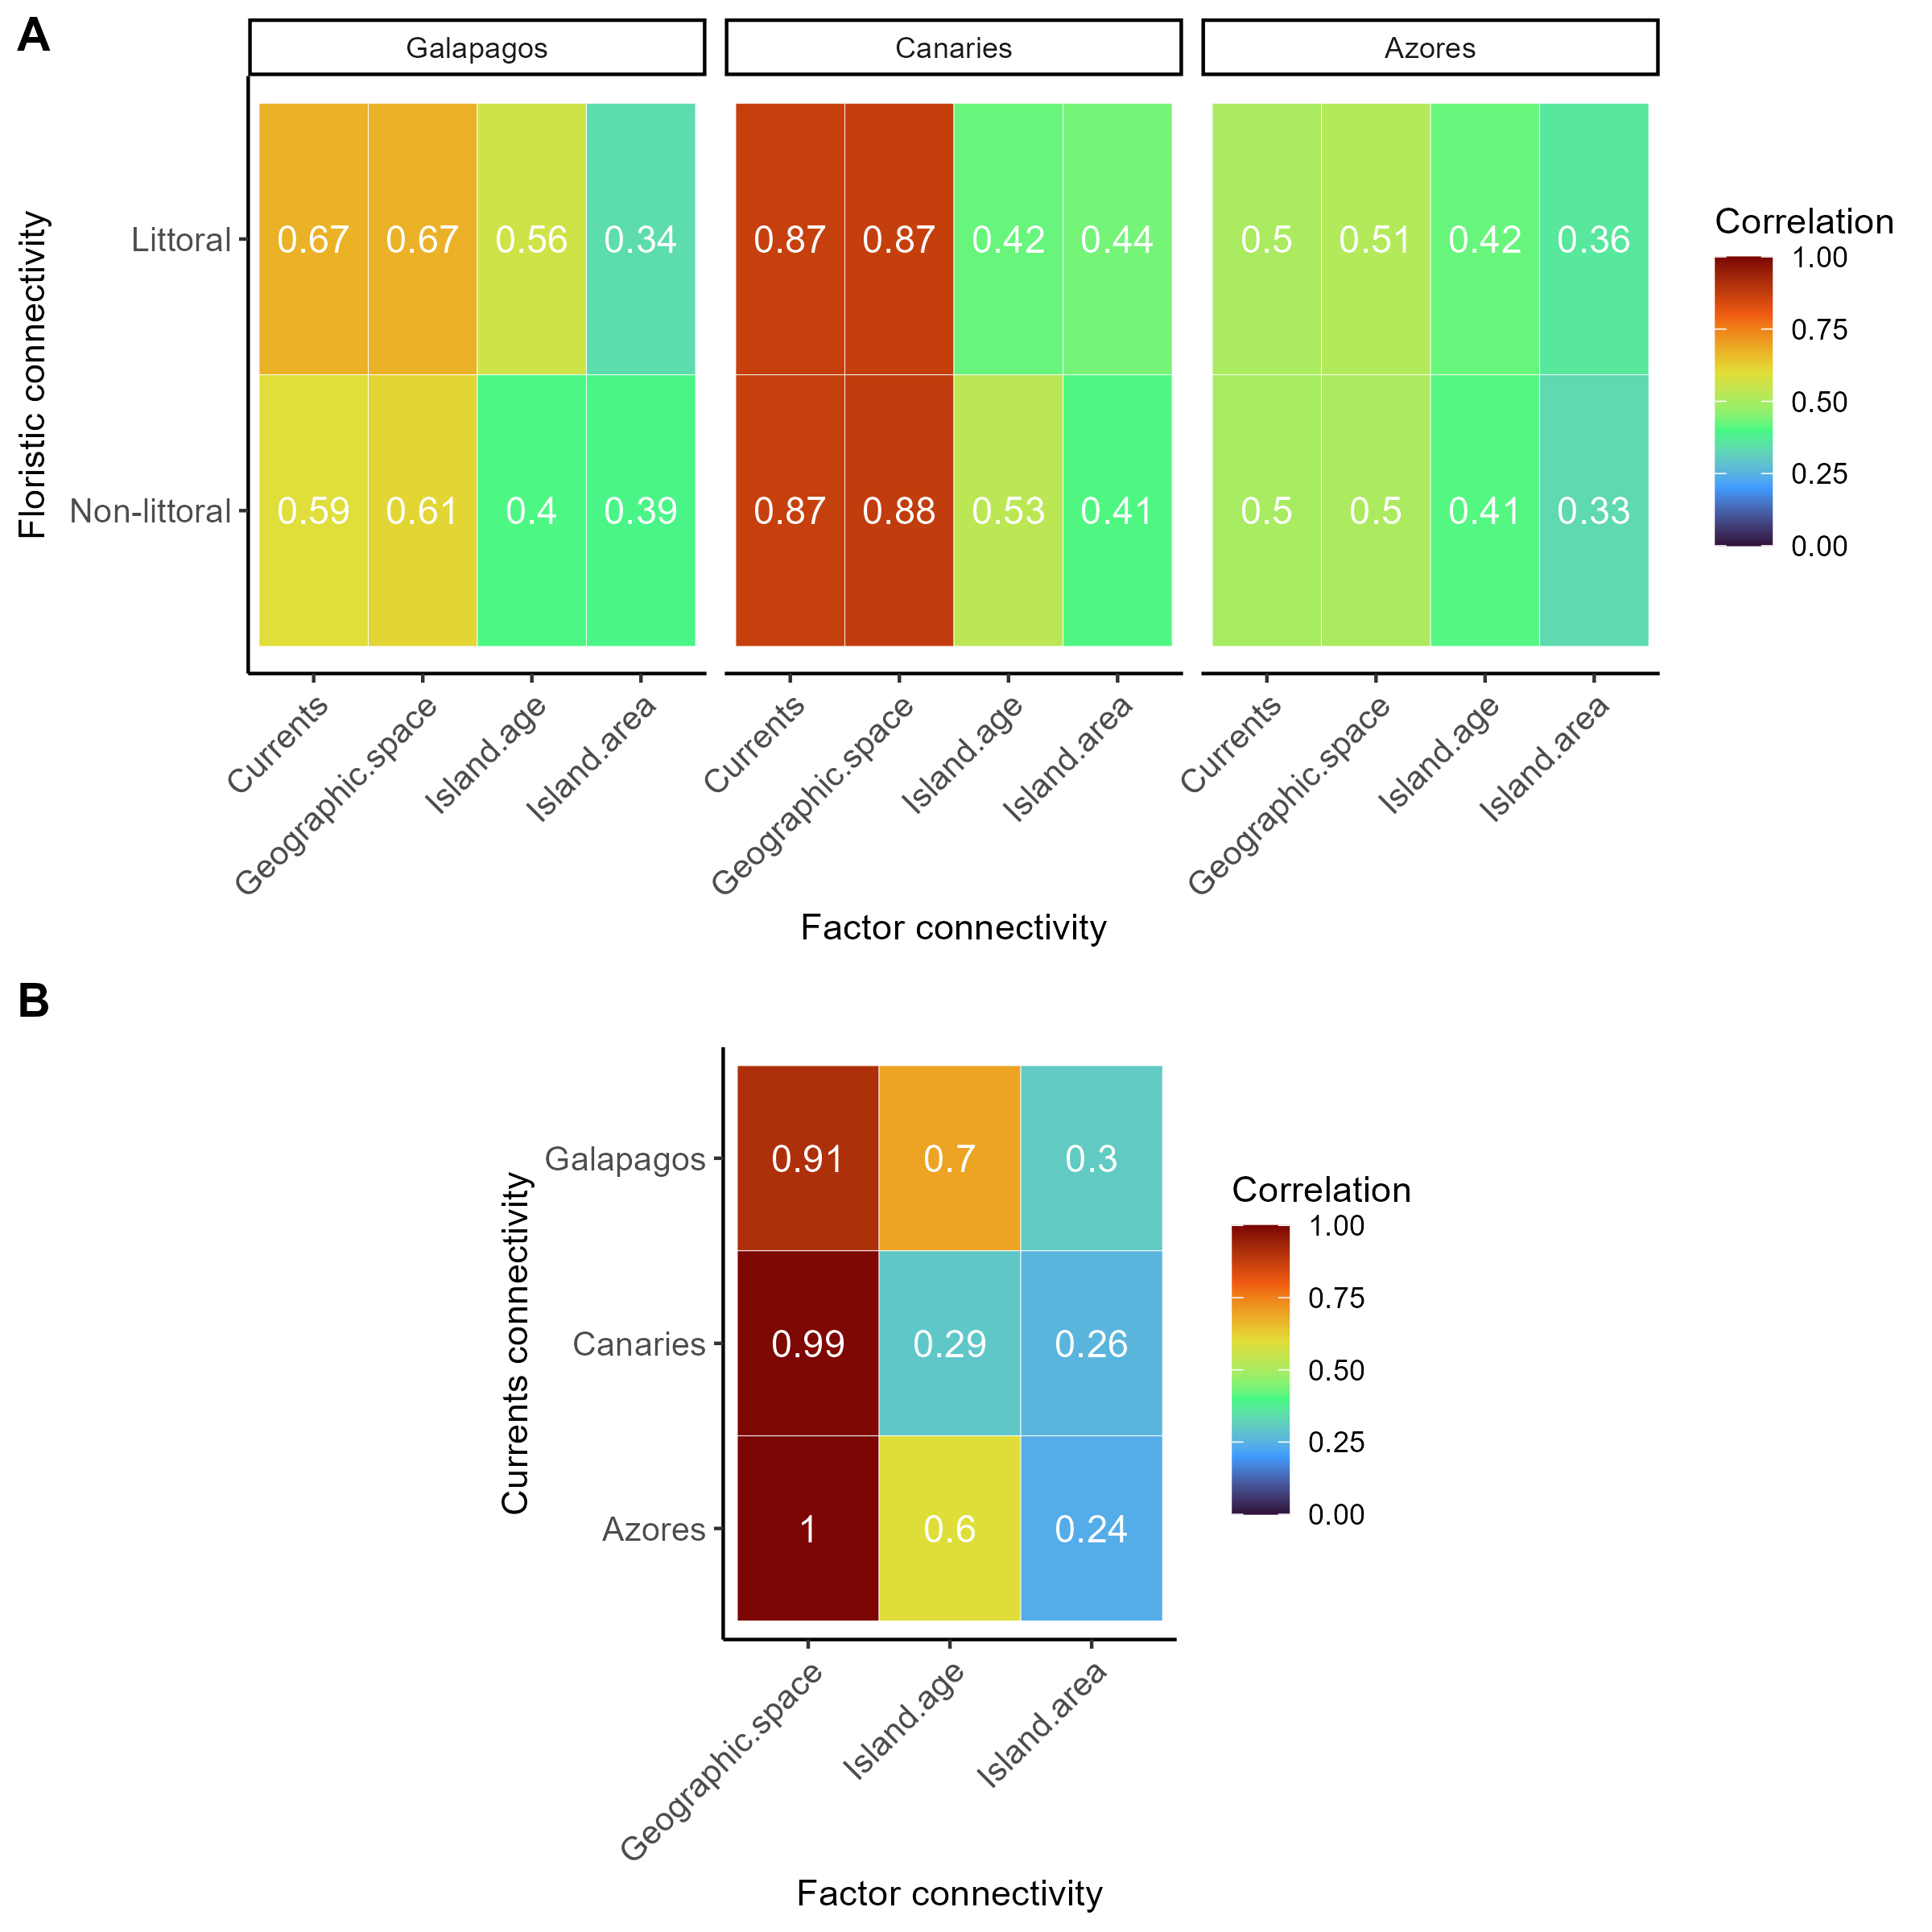 A
Galapagos Canaries Azores
Floristic connectivity
Littoral 0.67 0.67 0.56 0.34 0.87 0.87 0.42 0.44 0.5 0.51 0.42 0.36
Non-littoral 0.59 0.61 0.4 0.39 0.87 0.88 0.53 0.41 0.5 0.5 0.41 0.33
Currents Geographic.space Island.age Island.area Currents Geographic.space Island.age Island.area Currents Geographic.space Island.age Island.area
Factor connectivity
Correlation
1.00
0.75
0.50
0.25
0.00
B
Currents connectivity
Galapagos 0.91 0.7 0.3
Canaries 0.99 0.29 0.26
Azores 1 0.6 0.24
Geographic.space Island.age Island.area
Factor connectivity
Correlation
1.00
0.75
0.50
0.25
0.00